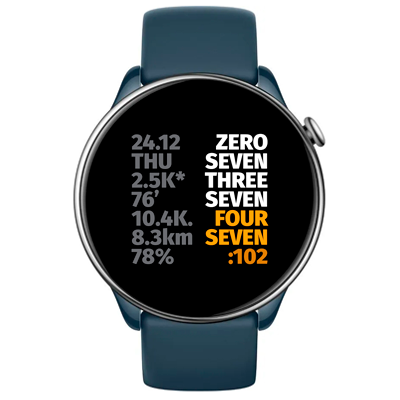 24.12 ZERO
THU SEVEN
2.5K* THREE
76’ SEVEN
10.4K. FOUR
8.3km SEVEN
78% :102